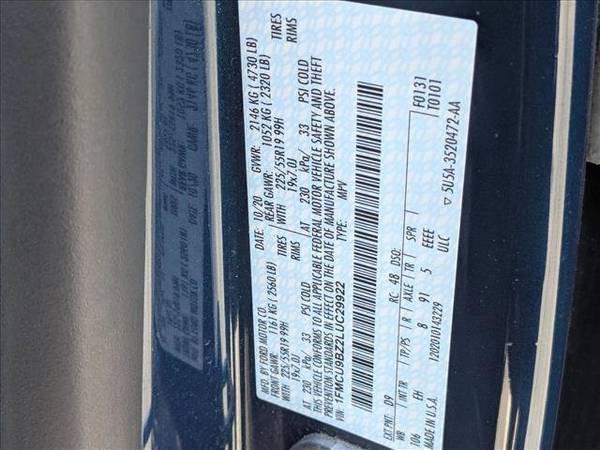 MFD. BY FORD MOTOR CO.
DATE: 10/20 GVWR: 2146 KG ( 4730 LB)
FRONT GAWR: 1161 KG ( 2560 LB) REAR GAWR: 1052 KG ( 2320 LB)
WITH 225/55R19 99H TIRES WITH 225/55R19 99H TIRES
19x7.0J RIMS 19x7.0J RIMS
AT 230 kPa/ 33 PSI COLD AT 230 kPa/ 33 PSI COLD
THIS VEHICLE CONFORMS TO ALL APPLICABLE FEDERAL MOTOR VEHICLE SAFETY AND THEFT
PREVENTION STANDARDS IN EFFECT ON THE DATE OF MANUFACTURE SHOWN ABOVE.
VIN: 1FMCU9BZ2LUC29922 TYPE: MPV
EXT PNT: D9 RC: 48 DSO: F0131
T0101
WB INT TR TP/PS R AXLE TR SPR
106 EH 8 91 5 EEEE
MADE IN U.S.A. 1202010143229 ULC
▽ 5U5A-3520472-AA